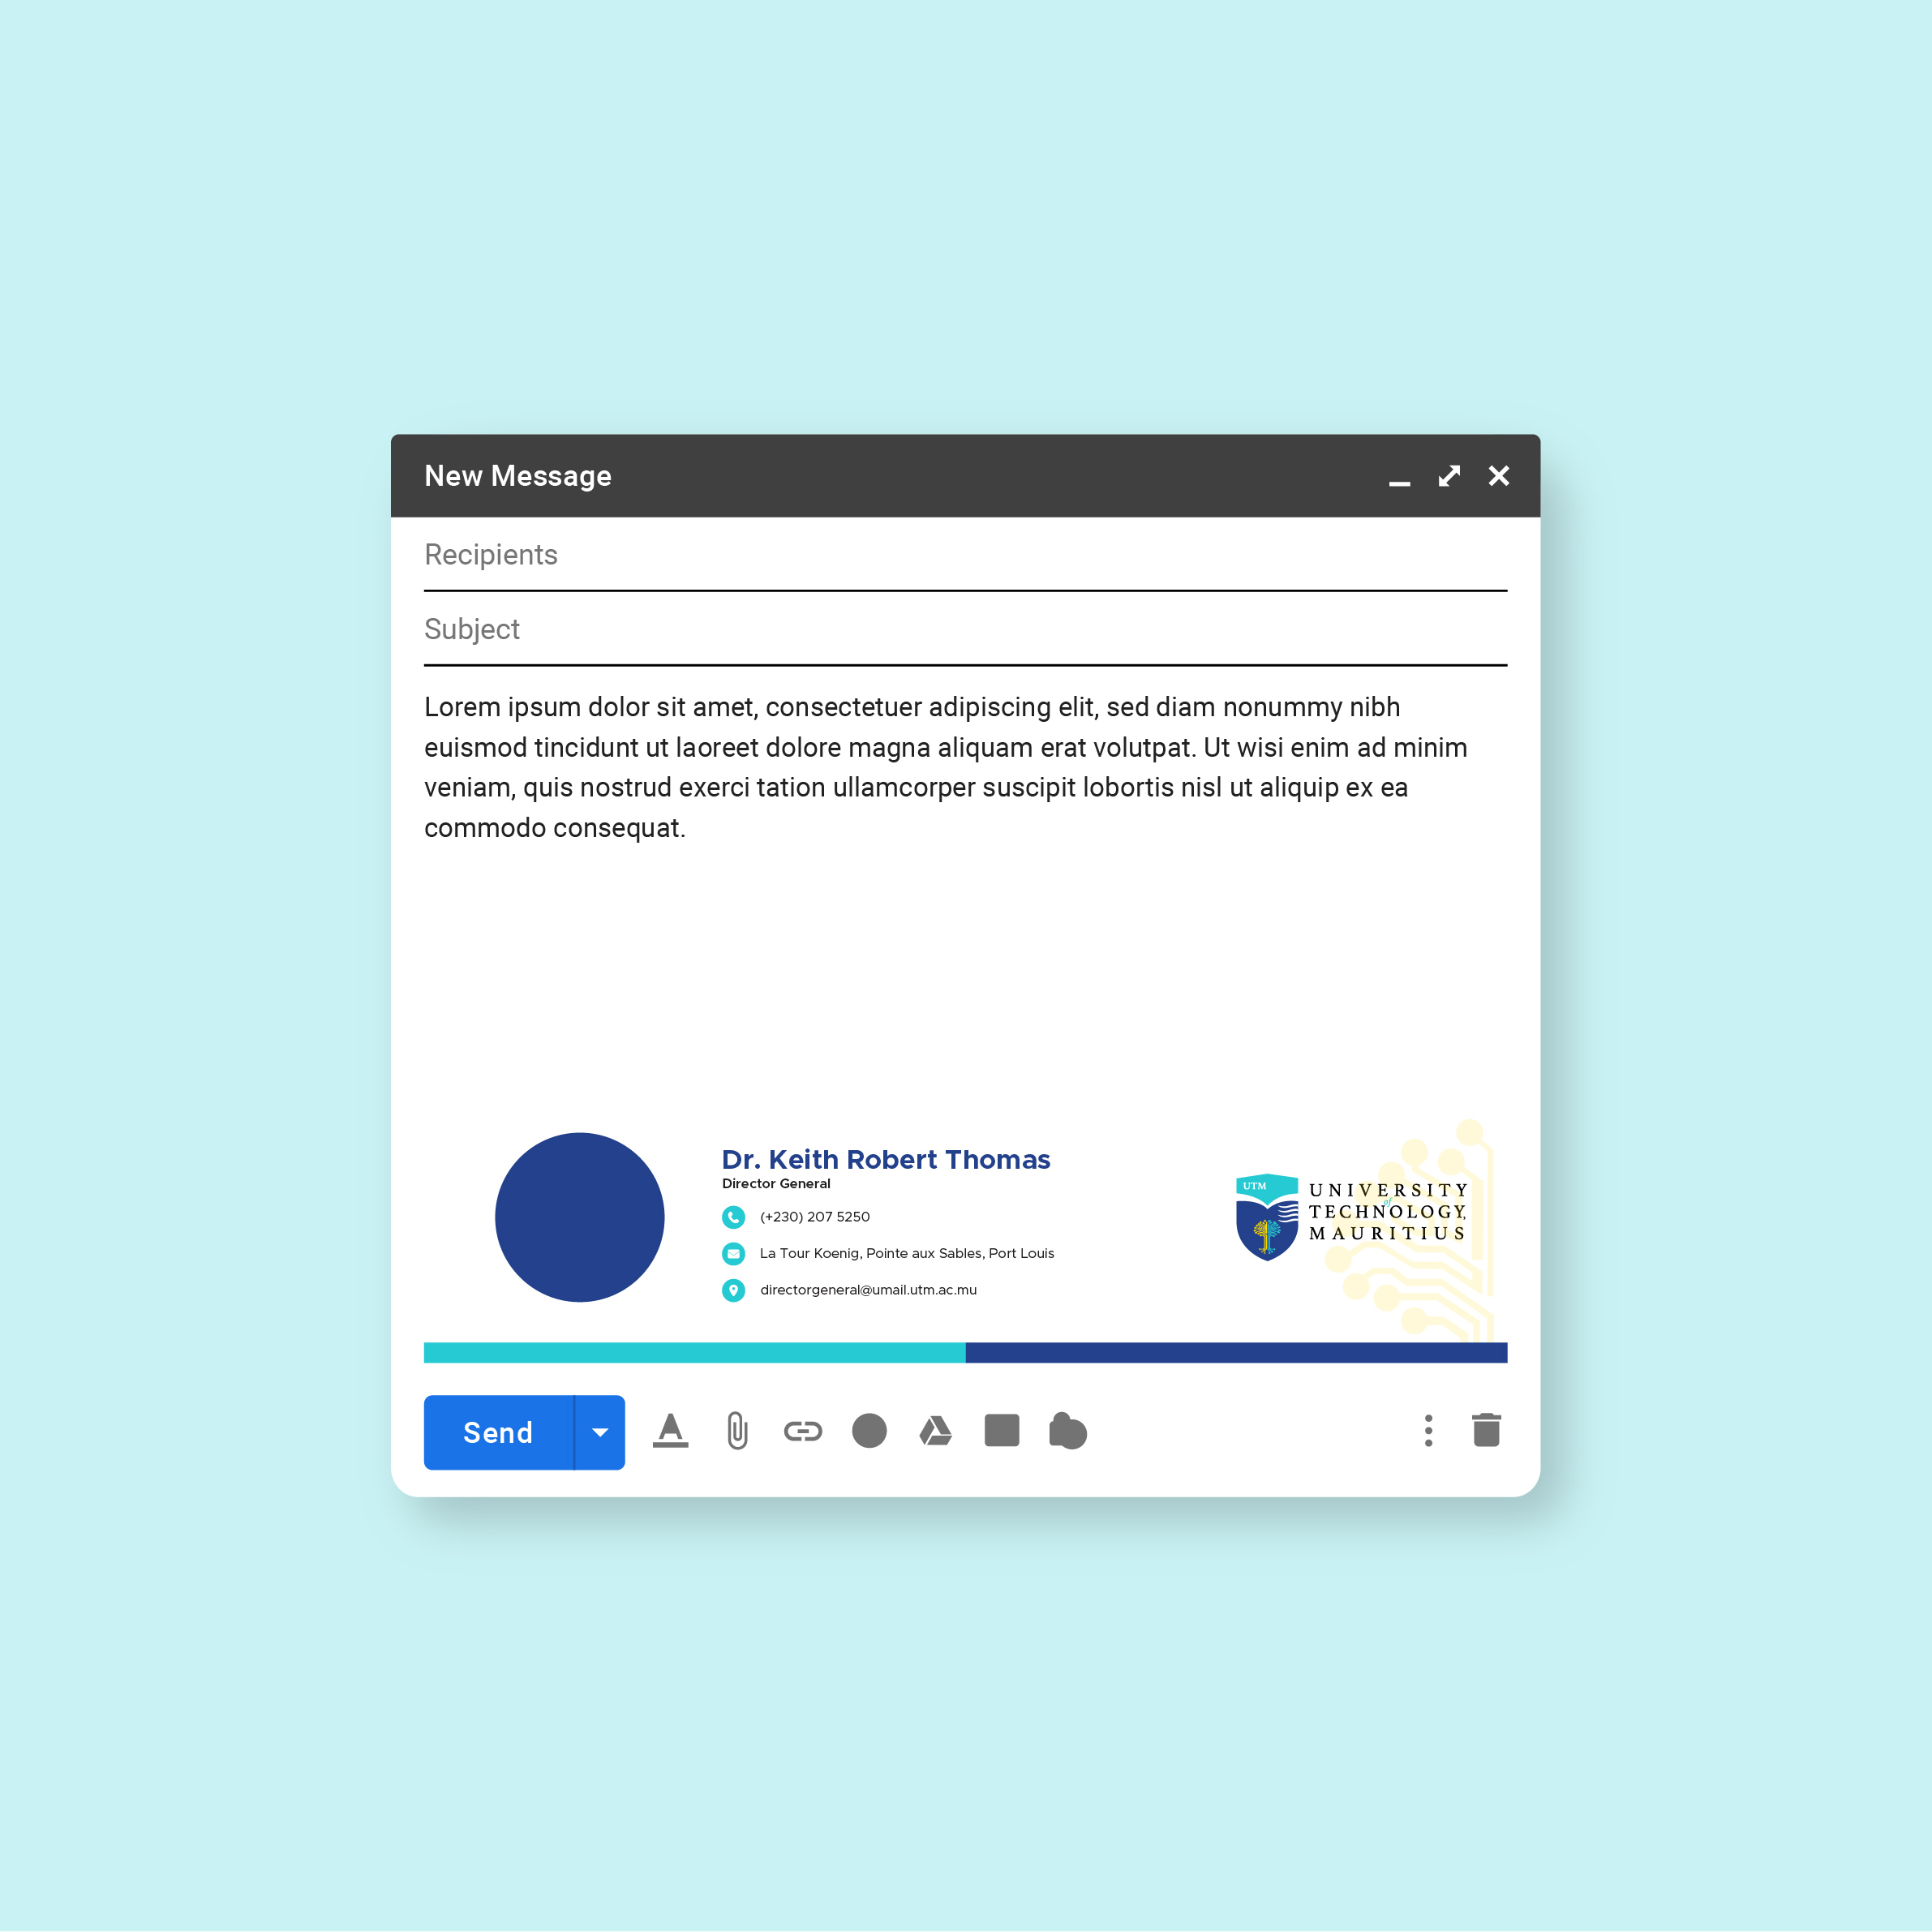 New Message
Recipients
Subject
Lorem ipsum dolor sit amet, consectetuer adipiscing elit, sed diam nonummy nibh
euismod tincidunt ut laoreet dolore magna aliquam erat volutpat. Ut wisi enim ad minim
veniam, quis nostrud exerci tation ullamcorper suscipit lobortis nisl ut aliquip ex ea
commodo consequat.
Dr. Keith Robert Thomas
Director General
(+230) 207 5250
La Tour Koenig, Pointe aux Sables, Port Louis
directorgeneral@umail.utm.ac.mu
UTM
UNIVERSITY
of
TECHNOLOGY,
MAURITIUS
Send